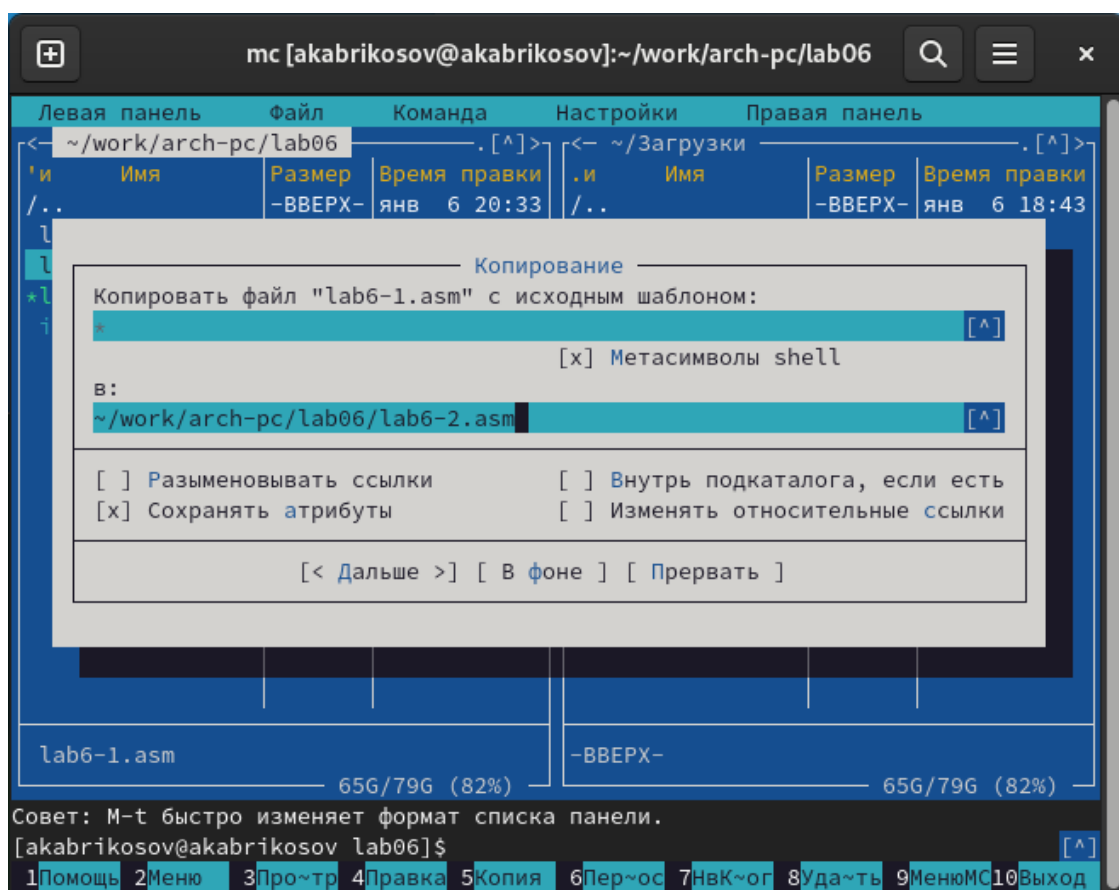 mc [akabrikosov@akabrikosov]:~/work/arch-pc/lab06
Левая панель Файл Команда Настройки Правая панель
<— ~/work/arch-pc/lab06 .[^]> <— ~/Загрузки .[^]>
'и Имя Размер Время правки .и Имя Размер Время правки
/.. -ВВЕРХ- янв 6 20:33 /.. -ВВЕРХ- янв 6 18:43
l
l Копирование
*l Копировать файл "lab6-1.asm" с исходным шаблоном:
i * [^]
[x] Метасимволы shell
в:
~/work/arch-pc/lab06/lab6-2.asm [^]
[ ] Разыменовывать ссылки [ ] Внутрь подкаталога, если есть
[x] Сохранять атрибуты [ ] Изменять относительные ссылки
[< Дальше >] [ В фоне ] [ Прервать ]
lab6-1.asm -ВВЕРХ-
65G/79G (82%) 65G/79G (82%)
Совет: M-t быстро изменяет формат списка панели.
[akabrikosov@akabrikosov lab06]$ [^]
1Помощь 2Меню 3Про~тр 4Правка 5Копия 6Пер~ос 7НвК~ог 8Уда~ть 9МенюMC 10Выход